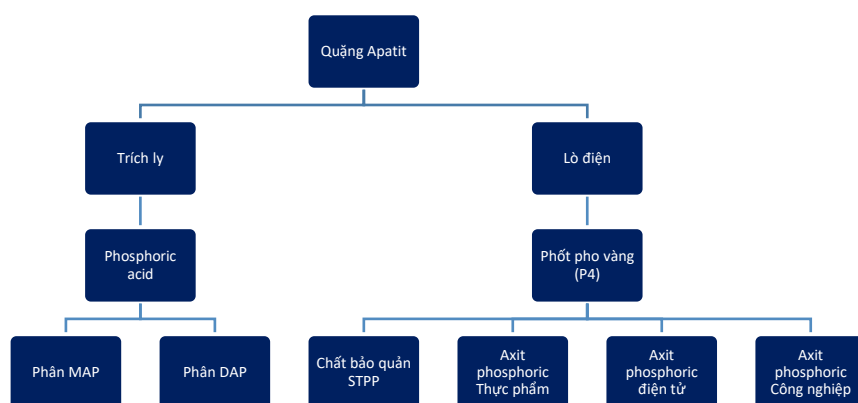 Quặng Apatit
Trích ly
Lò điện
Phosphoric
acid
Phốt pho vàng
(P4)
Phân MAP
Phân DAP
Chất bảo quản
STPP
Axit
phosphoric
Thực phẩm
Axit
phosphoric
điện tử
Axit
phosphoric
Công nghiệp